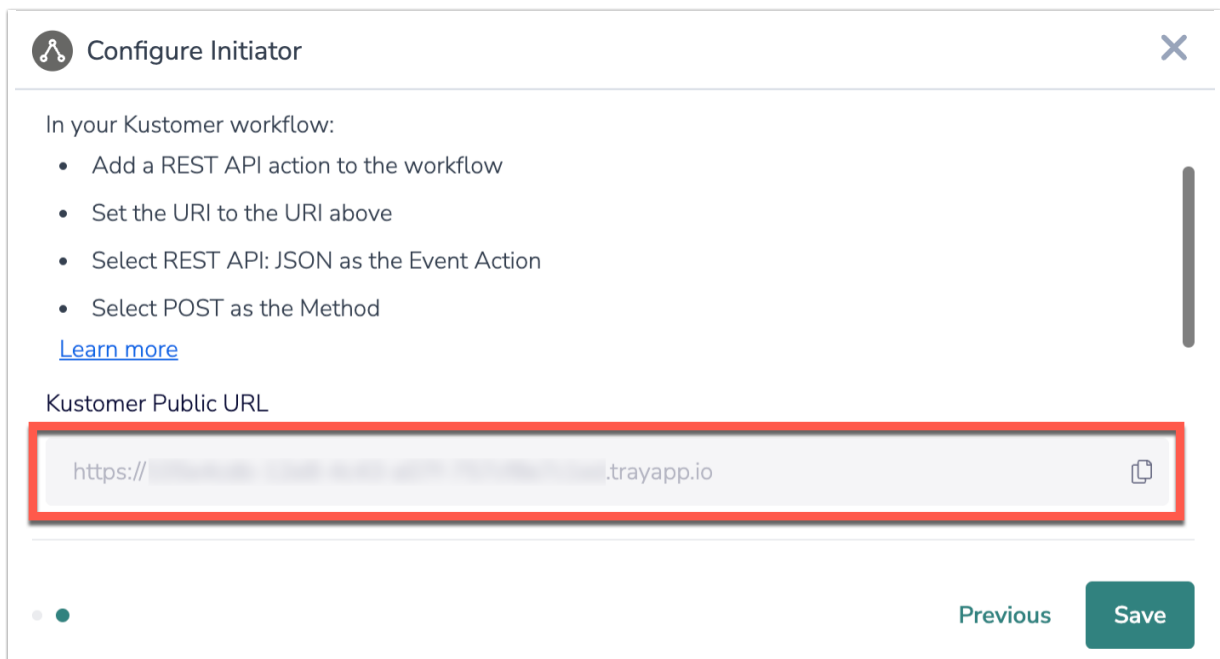 Configure Initiator
In your Kustomer workflow:
• Add a REST API action to the workflow
• Set the URI to the URI above
• Select REST API: JSON as the Event Action
• Select POST as the Method
Learn more
Kustomer Public URL
https:// .trayapp.io
Previous Save